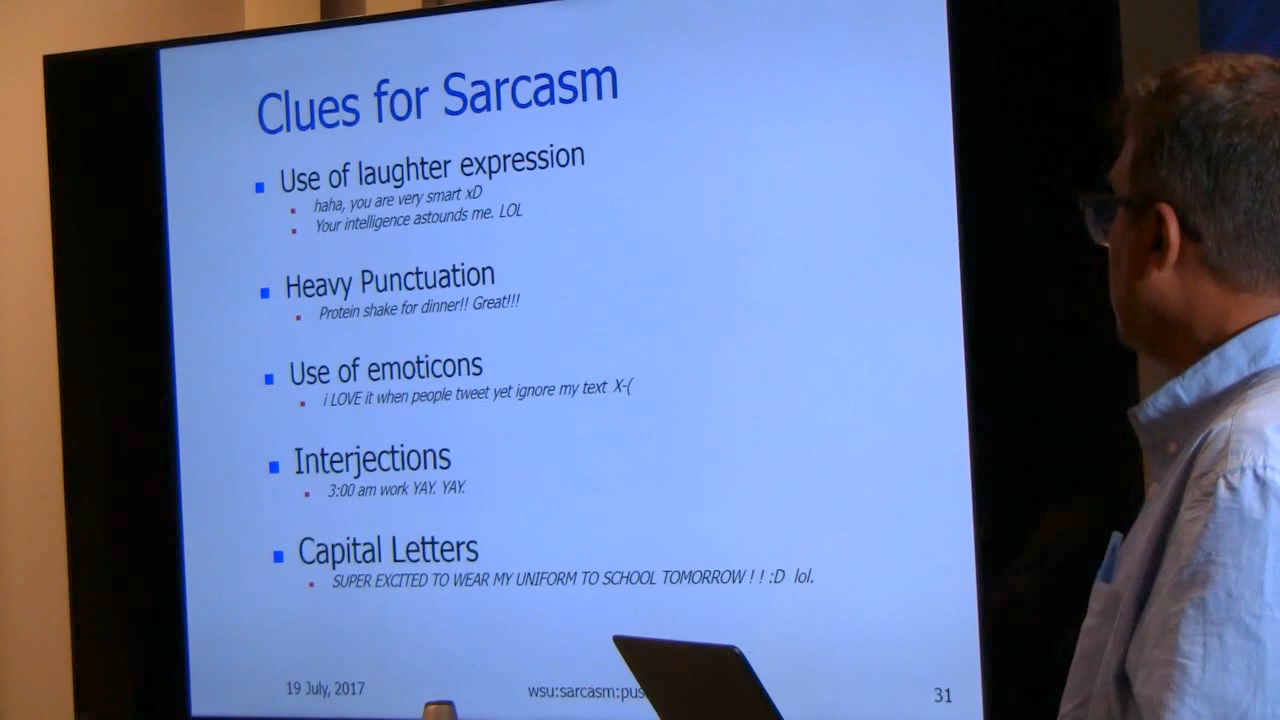 Clues for Sarcasm
Use of laughter expression
haha, you are very smart xD
Your intelligence astounds me. LOL
Heavy Punctuation
Protein shake for dinner!! Great!!!
Use of emoticons
i LOVE it when people tweet yet ignore my text X-(
Interjections
3:00 am work YAY. YAY.
Capital Letters
SUPER EXCITED TO WEAR MY UNIFORM TO SCHOOL TOMORROW ! ! :D lol.
19 July, 2017
wsu:sarcasm:pus
31